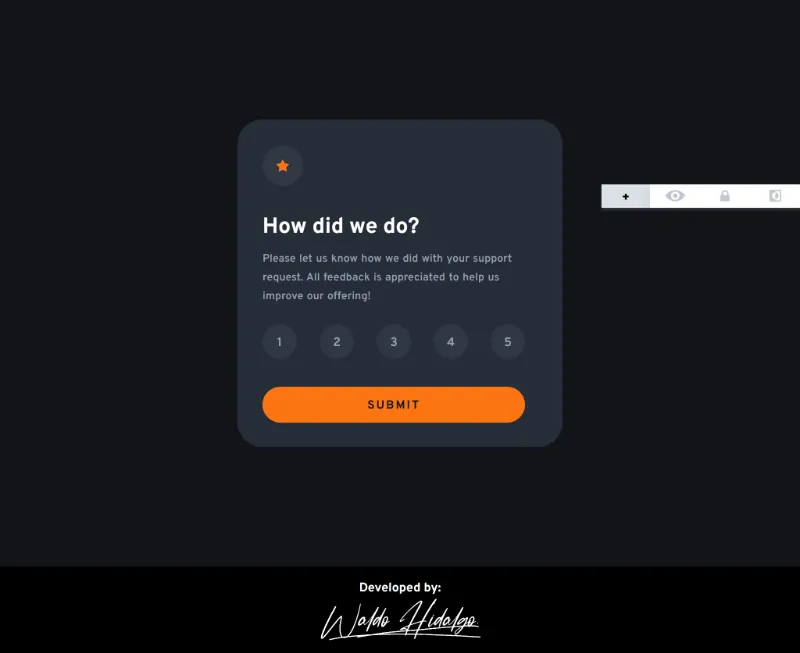 How did we do?
Please let us know how we did with your support
request. All feedback is appreciated to help us
improve our offering!
1 2 3 4 5
SUBMIT
Developed by:
Waldo Hidalgo